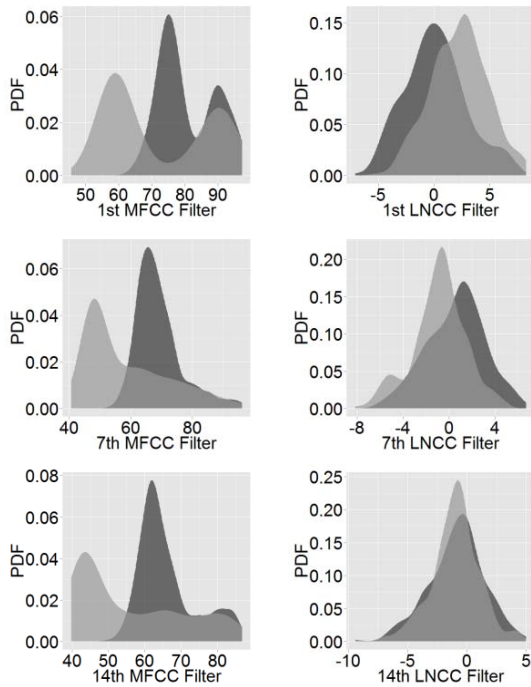 0.06
0.04
0.02
0.00
PDF
50 60 70 80 90
1st MFCC Filter
0.15
0.10
0.05
0.00
PDF
-5 0 5
1st LNCC Filter
0.06
0.04
0.02
0.00
PDF
40 60 80
7th MFCC Filter
0.20
0.15
0.10
0.05
0.00
PDF
-8 -4 0 4
7th LNCC Filter
0.08
0.06
0.04
0.02
0.00
PDF
40 50 60 70 80
14th MFCC Filter
0.25
0.20
0.15
0.10
0.05
0.00
PDF
-10 -5 0 5
14th LNCC Filter